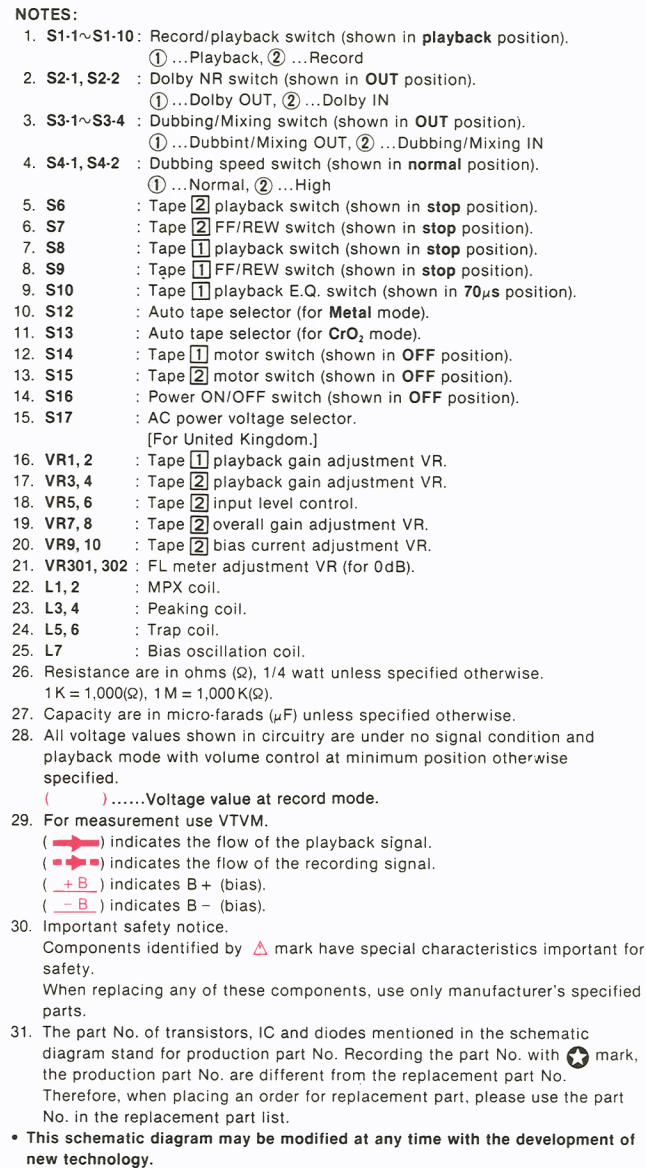 NOTES:
1. S1-1~S1-10: Record/playback switch (shown in playback position).
① ...Playback, ② ...Record
2. S2-1, S2-2 : Dolby NR switch (shown in OUT position).
① ...Dolby OUT, ② ...Dolby IN
3. S3-1~S3-4 : Dubbing/Mixing switch (shown in OUT position).
① ...Dubbint/Mixing OUT, ② ...Dubbing/Mixing IN
4. S4-1, S4-2 : Dubbing speed switch (shown in normal position).
① ...Normal, ② ...High
5. S6 : Tape 2 playback switch (shown in stop position).
6. S7 : Tape 2 FF/REW switch (shown in stop position).
7. S8 : Tape 1 playback switch (shown in stop position).
8. S9 : Tape 1 FF/REW switch (shown in stop position).
9. S10 : Tape 1 playback E.Q. switch (shown in 70µs position).
10. S12 : Auto tape selector (for Metal mode).
11. S13 : Auto tape selector (for CrO₂ mode).
12. S14 : Tape 1 motor switch (shown in OFF position).
13. S15 : Tape 2 motor switch (shown in OFF position).
14. S16 : Power ON/OFF switch (shown in OFF position).
15. S17 : AC power voltage selector.
[For United Kingdom.]
16. VR1, 2 : Tape 1 playback gain adjustment VR.
17. VR3, 4 : Tape 2 playback gain adjustment VR.
18. VR5, 6 : Tape 2 input level control.
19. VR7, 8 : Tape 2 overall gain adjustment VR.
20. VR9, 10 : Tape 2 bias current adjustment VR.
21. VR301, 302 : FL meter adjustment VR (for 0dB).
22. L1, 2 : MPX coil.
23. L3, 4 : Peaking coil.
24. L5, 6 : Trap coil.
25. L7 : Bias oscillation coil.
26. Resistance are in ohms (Ω), 1/4 watt unless specified otherwise.
1K = 1,000(Ω), 1M = 1,000K(Ω).
27. Capacity are in micro-farads (µF) unless specified otherwise.
28. All voltage values shown in circuitry are under no signal condition and
playback mode with volume control at minimum position otherwise
specified.
( )......Voltage value at record mode.
29. For measurement use VTVM.
( ) indicates the flow of the playback signal.
( ) indicates the flow of the recording signal.
( +B ) indicates B+ (bias).
( −B ) indicates B− (bias).
30. Important safety notice.
Components identified by ⚠ mark have special characteristics important for
safety.
When replacing any of these components, use only manufacturer's specified
parts.
31. The part No. of transistors, IC and diodes mentioned in the schematic
diagram stand for production part No. Recording the part No. with ✪ mark,
the production part No. are different from the replacement part No.
Therefore, when placing an order for replacement part, please use the part
No. in the replacement part list.
• This schematic diagram may be modified at any time with the development of
new technology.